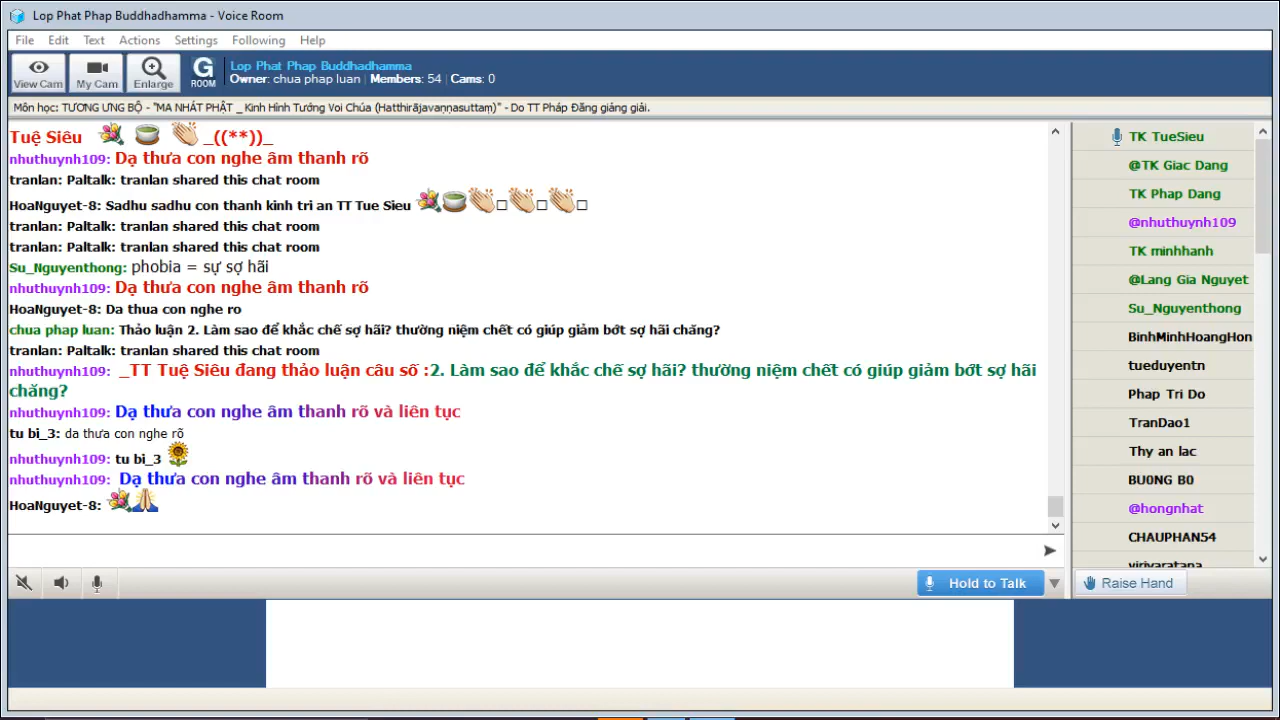 Lop Phat Phap Buddhadhamma - Voice Room
File Edit Text Actions Settings Following Help
View Cam My Cam Enlarge G ROOM
Lop Phat Phap Buddhadhamma
Owner: chua phap luan | Members: 54 | Cams: 0
Môn học: TƯƠNG ƯNG BỘ - "MA NHÁT PHẬT _ Kinh Hình Tướng Voi Chúa (Hatthirājavaṇṇasuttaṃ)" - Do TT Pháp Đăng giảng giải.
Tuệ Siêu _((**))_
nhuthuynh109: Dạ thưa con nghe âm thanh rõ
tranlan: Paltalk: tranlan shared this chat room
HoaNguyet-8: Sadhu sadhu con thanh kinh tri an TT Tue Sieu
tranlan: Paltalk: tranlan shared this chat room
tranlan: Paltalk: tranlan shared this chat room
Su_Nguyenthong: phobia = sự sợ hãi
nhuthuynh109: Dạ thưa con nghe âm thanh rõ
HoaNguyet-8: Da thua con nghe ro
chua phap luan: Thảo luận 2. Làm sao để khắc chế sợ hãi? thường niệm chết có giúp giảm bớt sợ hãi chăng?
tranlan: Paltalk: tranlan shared this chat room
nhuthuynh109: _TT Tuệ Siêu đang thảo luận câu số :2. Làm sao để khắc chế sợ hãi? thường niệm chết có giúp giảm bớt sợ hãi
chăng?
nhuthuynh109: Dạ thưa con nghe âm thanh rõ và liên tục
tu bi_3: da thưa con nghe rõ
nhuthuynh109: tu bi_3
nhuthuynh109: Dạ thưa con nghe âm thanh rõ và liên tục
HoaNguyet-8:
Hold to Talk
TK TueSieu
@TK Giac Dang
TK Phap Dang
@nhuthuynh109
TK minhhanh
@Lang Gia Nguyet
Su_Nguyenthong
BinhMinhHoangHon
tueduyentn
Phap Tri Do
TranDao1
Thy an lac
BU0NG B0
@hongnhat
CHAUPHAN54
viriyaratana
Raise Hand